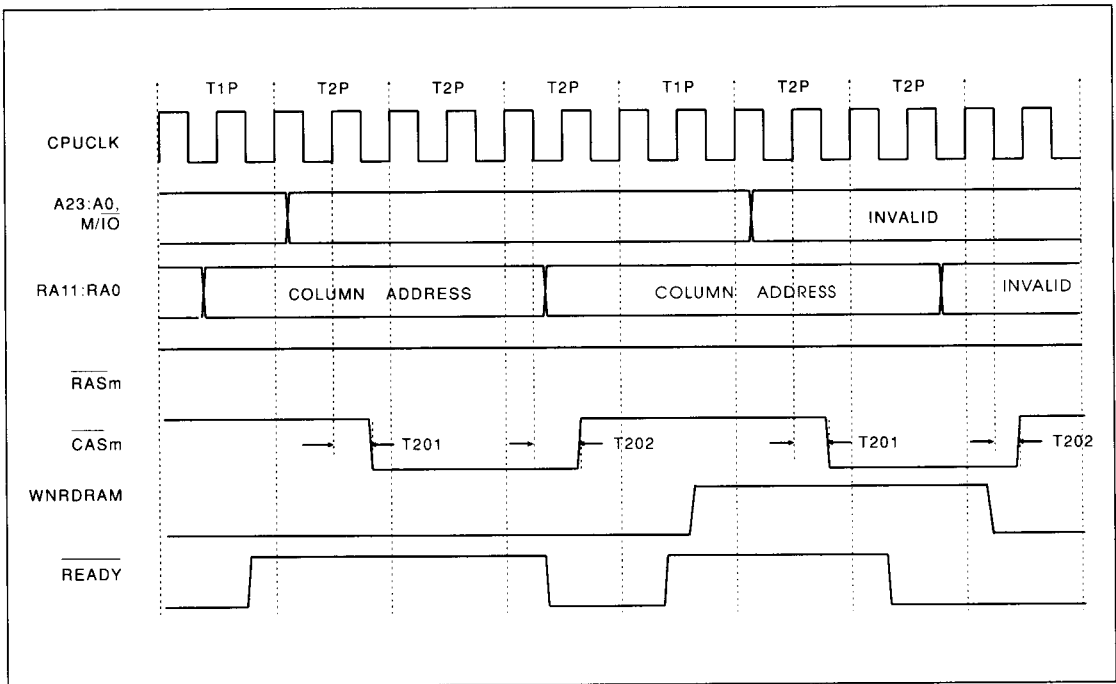 T1P T2P T2P T2P T1P T2P T2P
CPUCLK
A23:A0,
M/IO
INVALID
RA11:RA0
COLUMN ADDRESS
COLUMN ADDRESS
INVALID
RASm
CASm
T201
T202
T201
T202
WNRDRAM
READY